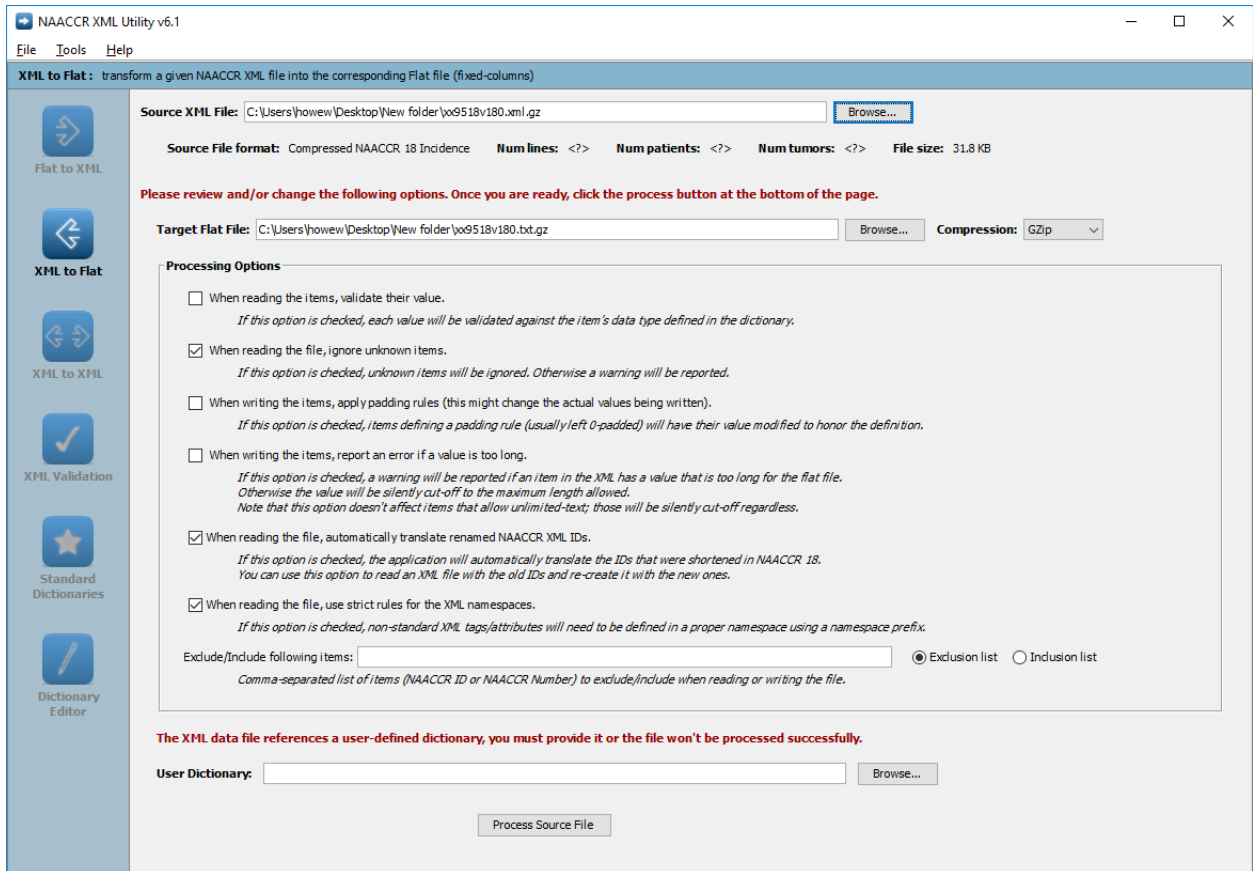 NAACCR XML Utility v6.1
File Tools Help
XML to Flat : transform a given NAACCR XML file into the corresponding Flat file (fixed-columns)
Flat to XML
XML to Flat
XML to XML
XML Validation
Standard
Dictionaries
Dictionary
Editor
Source XML File: C:\Users\howew\Desktop\New folder\xx9518v180.xml.gz Browse...
Source File format: Compressed NAACCR 18 Incidence Num lines: <?> Num patients: <?> Num tumors: <?> File size: 31.8 KB
Please review and/or change the following options. Once you are ready, click the process button at the bottom of the page.
Target Flat File: C:\Users\howew\Desktop\New folder\xx9518v180.txt.gz Browse... Compression: GZip
Processing Options
When reading the items, validate their value.
If this option is checked, each value will be validated against the item's data type defined in the dictionary.
When reading the file, ignore unknown items.
If this option is checked, unknown items will be ignored. Otherwise a warning will be reported.
When writing the items, apply padding rules (this might change the actual values being written).
If this option is checked, items defining a padding rule (usually left 0-padded) will have their value modified to honor the definition.
When writing the items, report an error if a value is too long.
If this option is checked, a warning will be reported if an item in the XML has a value that is too long for the flat file.
Otherwise the value will be silently cut-off to the maximum length allowed.
Note that this option doesn't affect items that allow unlimited-text; those will be silently cut-off regardless.
When reading the file, automatically translate renamed NAACCR XML IDs.
If this option is checked, the application will automatically translate the IDs that were shortened in NAACCR 18.
You can use this option to read an XML file with the old IDs and re-create it with the new ones.
When reading the file, use strict rules for the XML namespaces.
If this option is checked, non-standard XML tags/attributes will need to be defined in a proper namespace using a namespace prefix.
Exclude/Include following items: Exclusion list Inclusion list
Comma-separated list of items (NAACCR ID or NAACCR Number) to exclude/include when reading or writing the file.
The XML data file references a user-defined dictionary, you must provide it or the file won't be processed successfully.
User Dictionary: Browse...
Process Source File